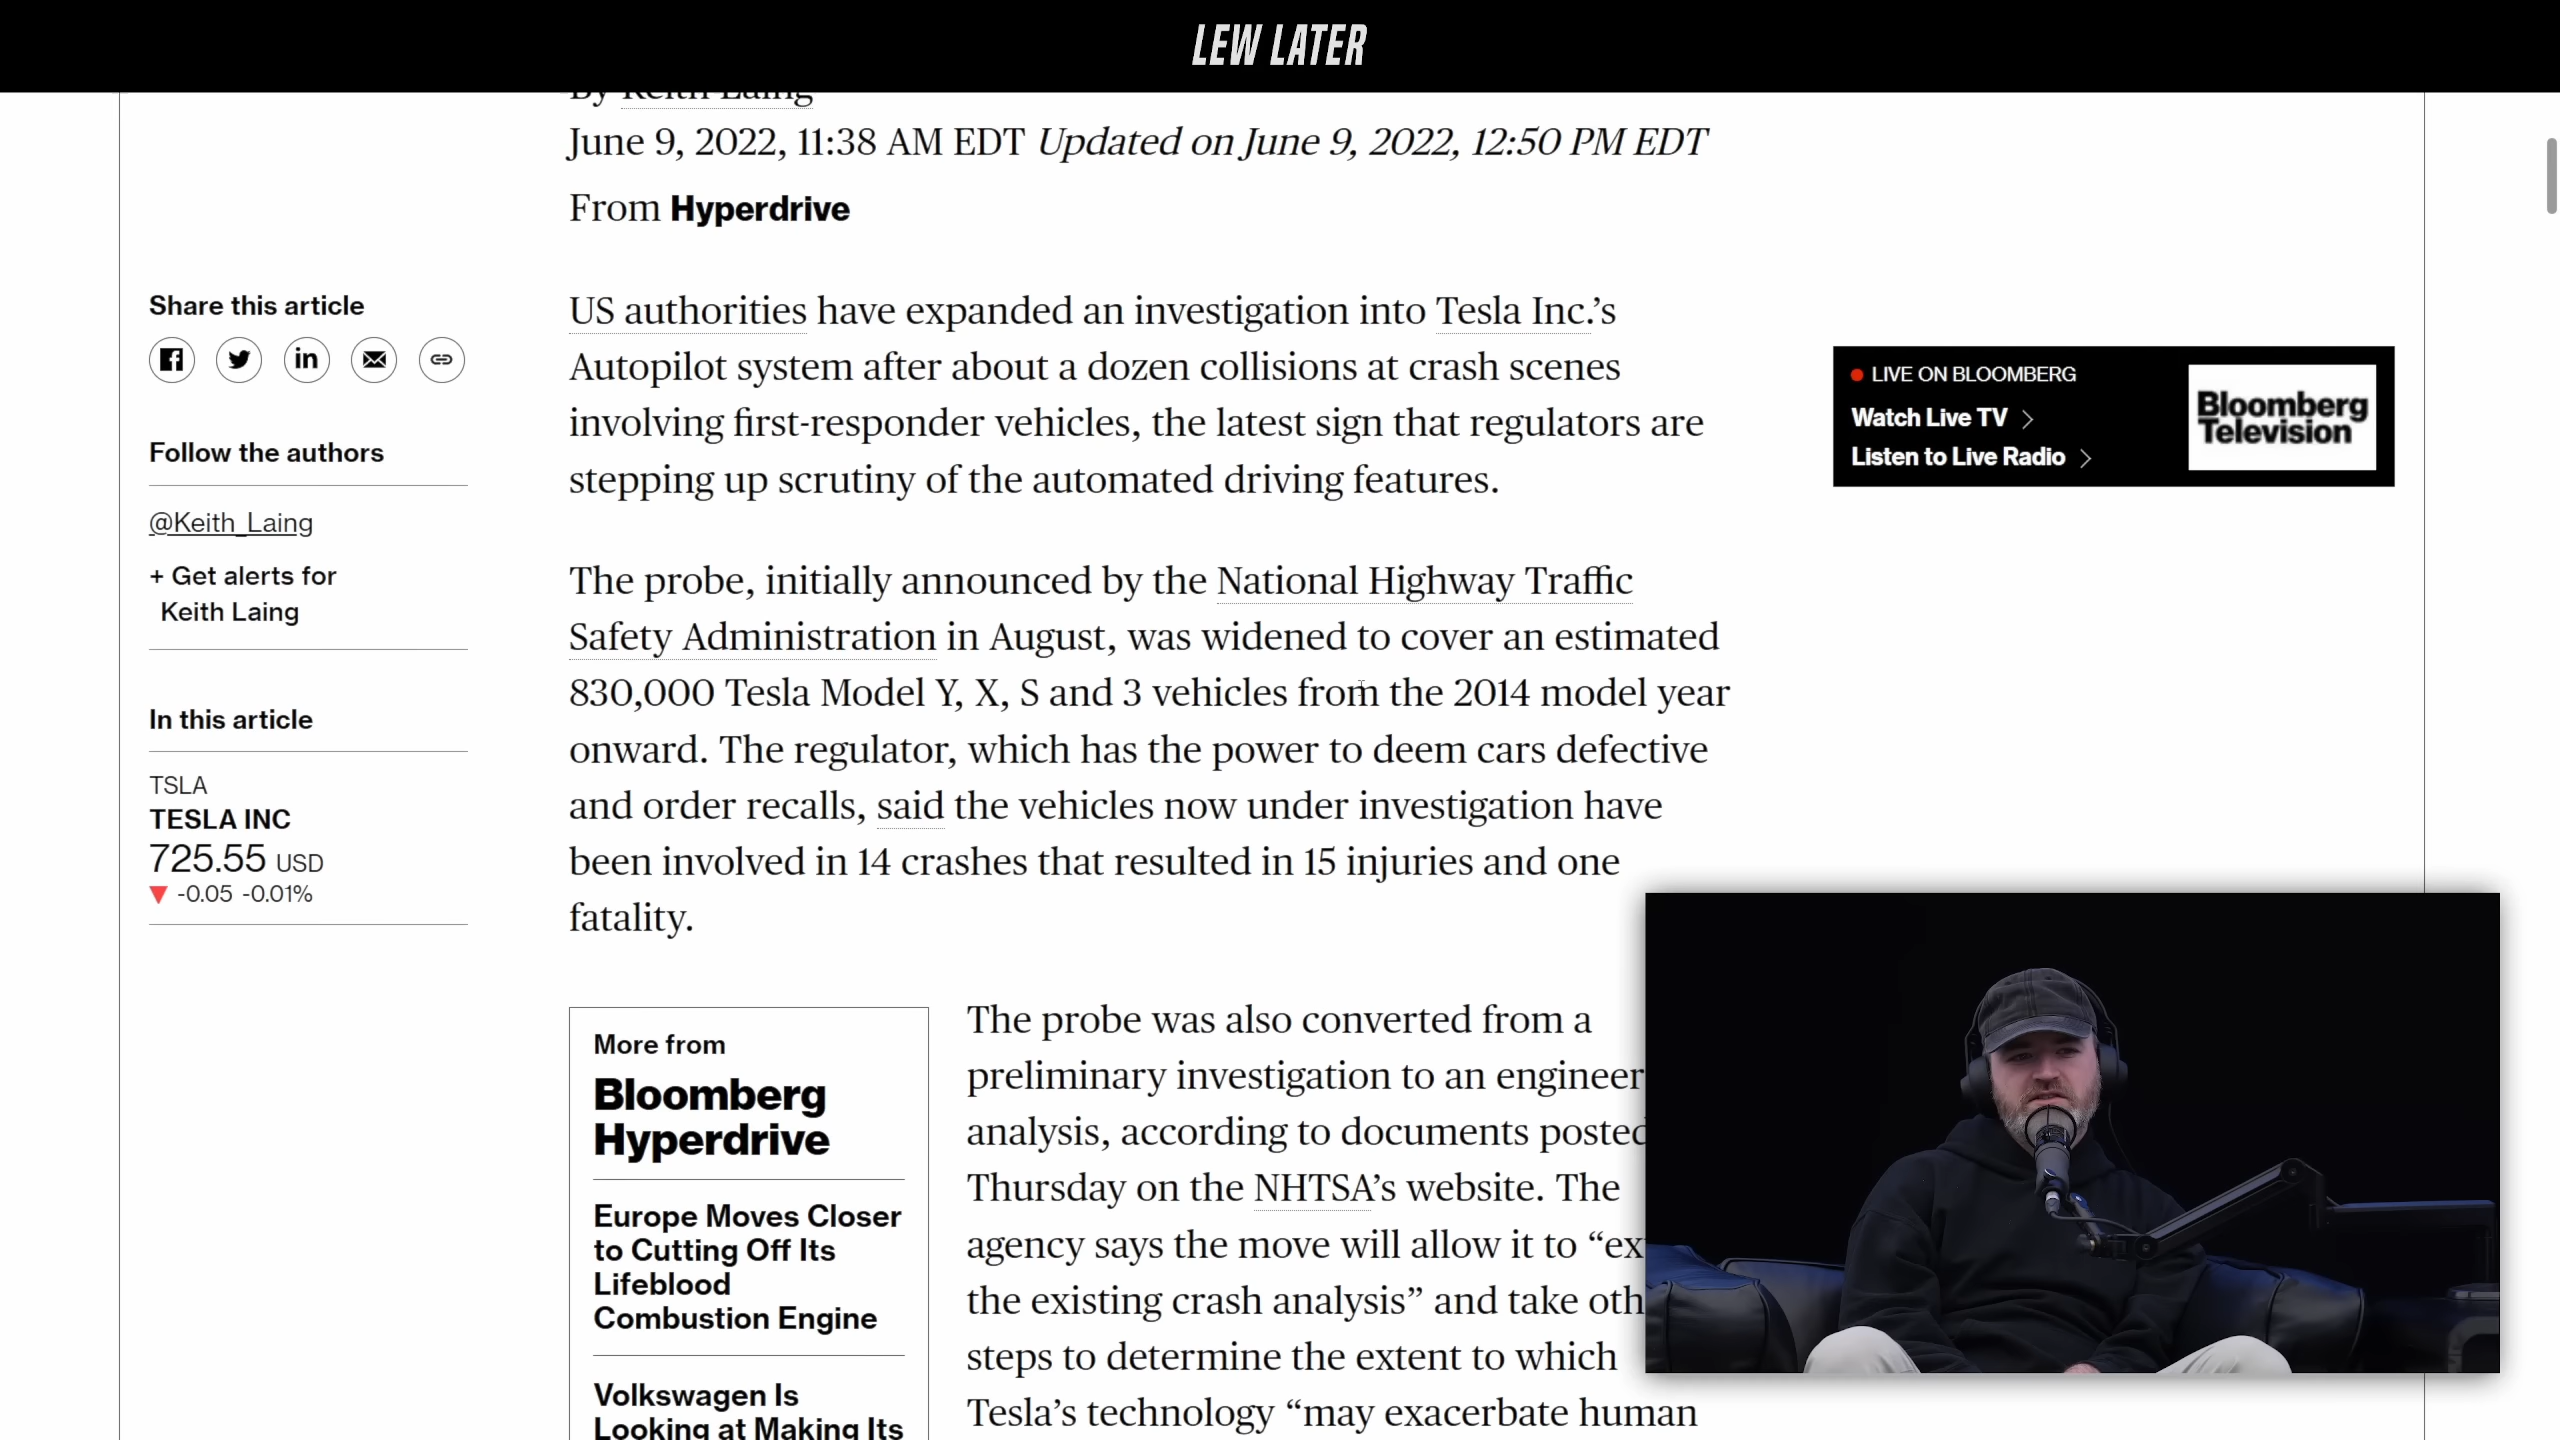 LEW LATER
By Keith Laing
June 9, 2022, 11:38 AM EDT Updated on June 9, 2022, 12:50 PM EDT
From Hyperdrive
Share this article
Follow the authors
@Keith_Laing
+ Get alerts for
Keith Laing
In this article
TSLA
TESLA INC
725.55 USD
-0.05 -0.01%
US authorities have expanded an investigation into Tesla Inc.’s
Autopilot system after about a dozen collisions at crash scenes
involving first-responder vehicles, the latest sign that regulators are
stepping up scrutiny of the automated driving features.
The probe, initially announced by the National Highway Traffic
Safety Administration in August, was widened to cover an estimated
830,000 Tesla Model Y, X, S and 3 vehicles from the 2014 model year
onward. The regulator, which has the power to deem cars defective
and order recalls, said the vehicles now under investigation have
been involved in 14 crashes that resulted in 15 injuries and one
fatality.
More from
Bloomberg
Hyperdrive
Europe Moves Closer
to Cutting Off Its
Lifeblood
Combustion Engine
Volkswagen Is
Looking at Making Its
The probe was also converted from a
preliminary investigation to an engineer
analysis, according to documents posted
Thursday on the NHTSA’s website. The
agency says the move will allow it to “ex
the existing crash analysis” and take oth
steps to determine the extent to which
Tesla’s technology “may exacerbate human
LIVE ON BLOOMBERG
Watch Live TV
Listen to Live Radio
Bloomberg
Television